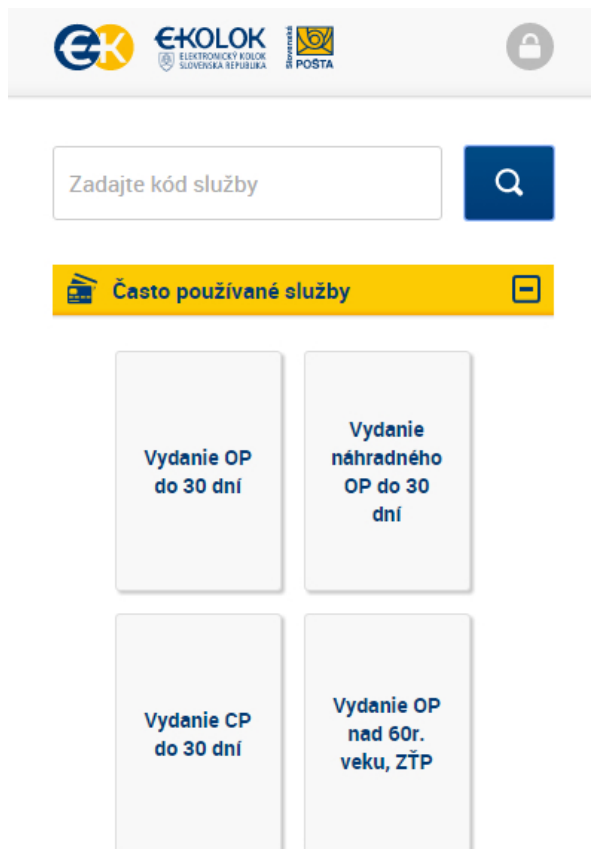 EK
E-KOLOK
ELEKTRONICKÝ KOLOK
SLOVENSKÁ REPUBLIKA
Slovenská
POŠTA
Zadajte kód služby
Často používané služby
Vydanie OP
do 30 dní
Vydanie
náhradného
OP do 30
dní
Vydanie CP
do 30 dní
Vydanie OP
nad 60r.
veku, ZŤP